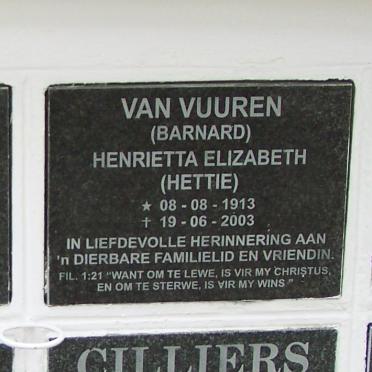 VAN VUUREN
(BARNARD)
HENRIETTA ELIZABETH
(HETTIE)
★ 08 - 08 - 1913
† 19 - 06 - 2003
IN LIEFDEVOLLE HERINNERING AAN
'n DIERBARE FAMILIELID EN VRIENDIN.
FIL. 1:21 "WANT OM TE LEWE, IS VIR MY CHRISTUS,
EN OM TE STERWE, IS VIR MY WINS "
CILLIERS